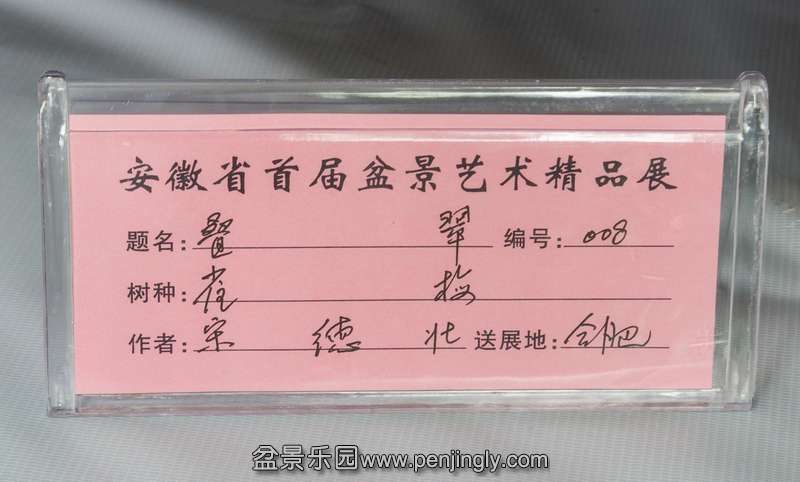 安徽省首届盆景艺术精品展
题名: 叠翠 编号: 008
树种: 雀梅
作者: 宋德壮 送展地: 合肥
盆景乐园www.penjingly.com